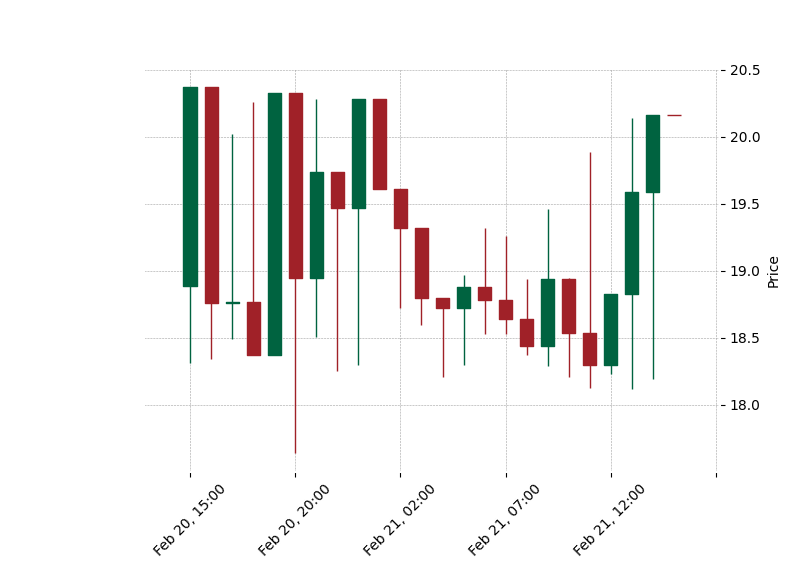 20.5
20.0
19.5
19.0
18.5
18.0
Price
Feb 20, 15:00
Feb 20, 20:00
Feb 21, 02:00
Feb 21, 07:00
Feb 21, 12:00